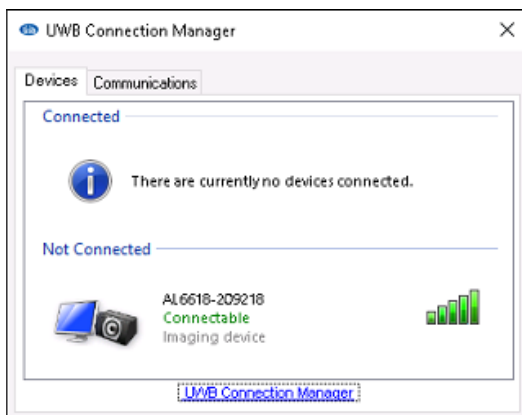 UWB Connection Manager
Devices
Communications
Connected
There are currently no devices connected.
Not Connected
AL6618-209218
Connectable
Imaging device
UWB Connection Manager